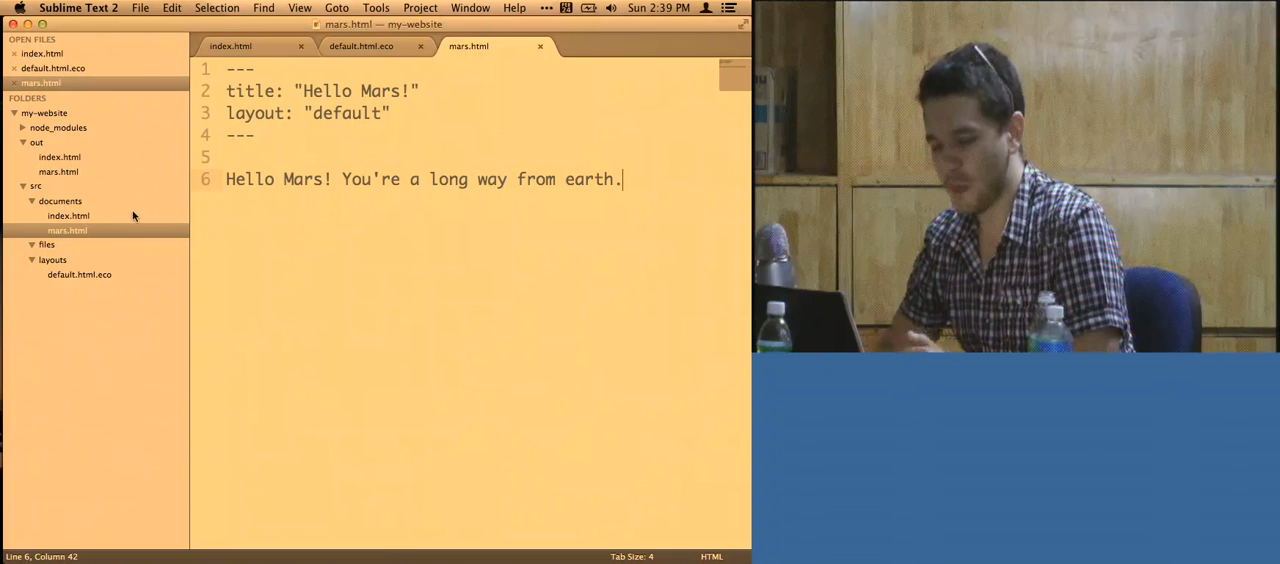 Sublime Text 2 File Edit Selection Find View Goto Tools Project Window Help Sun 2:39 PM
mars.html — my-website
OPEN FILES
index.html
default.html.eco
mars.html
FOLDERS
my-website
node_modules
out
index.html
mars.html
src
documents
index.html
mars.html
files
layouts
default.html.eco
index.html default.html.eco mars.html
1 ---
2 title: "Hello Mars!"
3 layout: "default"
4 ---
5
6 Hello Mars! You're a long way from earth.
Line 6, Column 42 Tab Size: 4 HTML